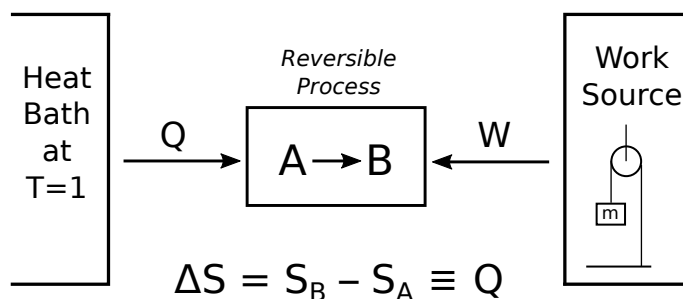 Heat
Bath
at
T=1
Q
Reversible
Process
A → B
W
Work
Source
m
ΔS = S_B – S_A ≡ Q